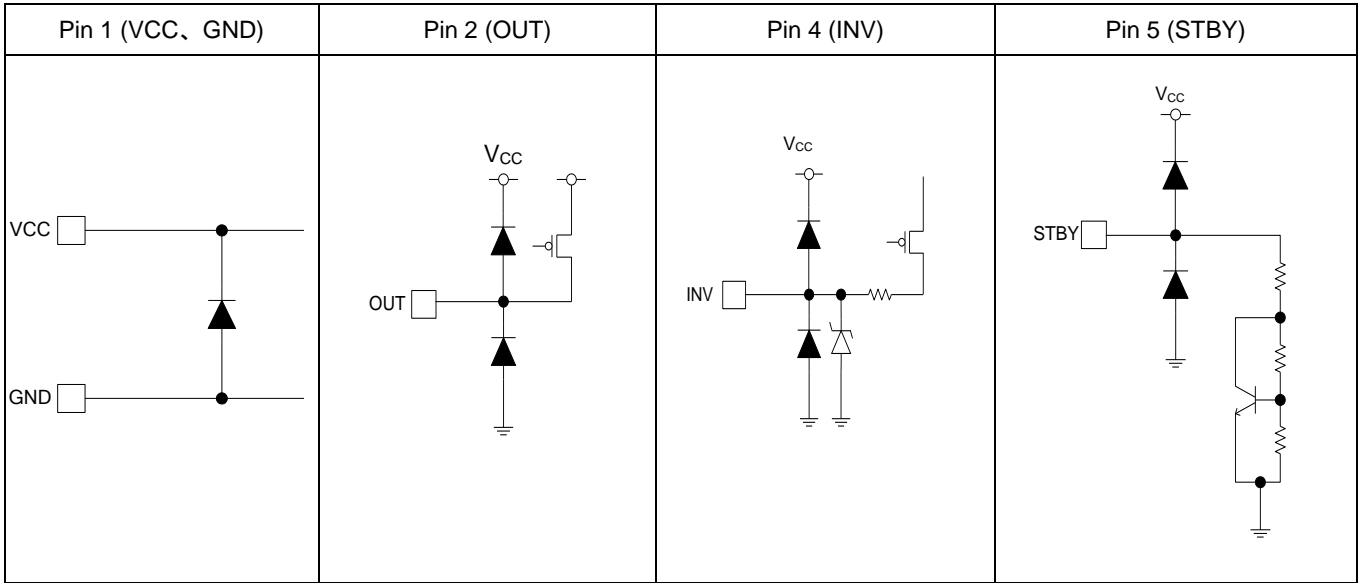 Pin 1 (VCC、GND)
Pin 2 (OUT)
Pin 4 (INV)
Pin 5 (STBY)
VCC
GND
VCC
OUT
VCC
INV
VCC
STBY